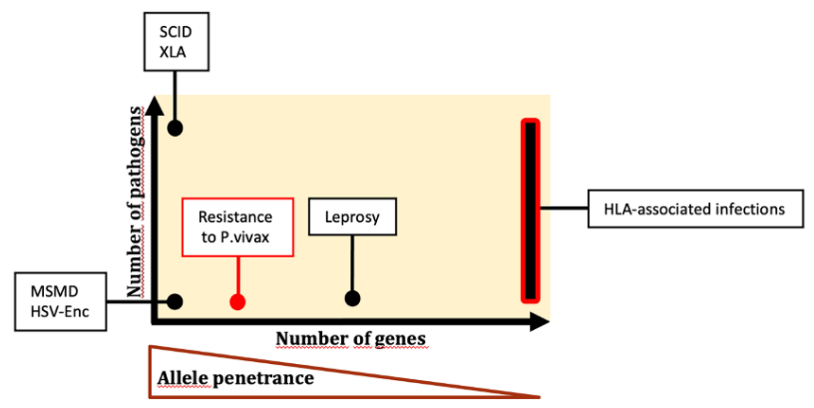 SCID
XLA
Number of pathogens
Resistance
to P.vivax
Leprosy
HLA-associated infections
MSMD
HSV-Enc
Number of genes
Allele penetrance